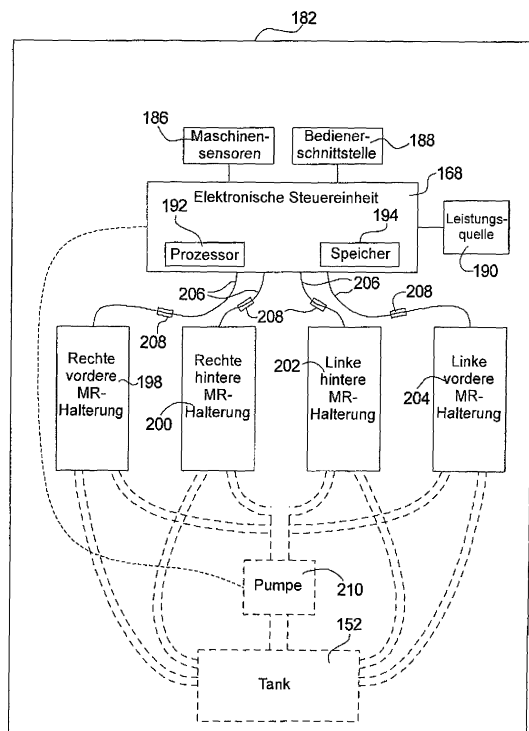 182
186
Maschinen-
sensoren
Bediener-
schnittstelle
188
168
Elektronische Steuereinheit
192
194
Prozessor
Speicher
Leistungs-
quelle
190
206
206
208
208
208
Rechte
vordere
MR-
Halterung
198
Rechte
hintere
MR-
Halterung
200
202
Linke
hintere
MR-
Halterung
Linke
vordere
MR-
Halterung
204
Pumpe
210
152
Tank